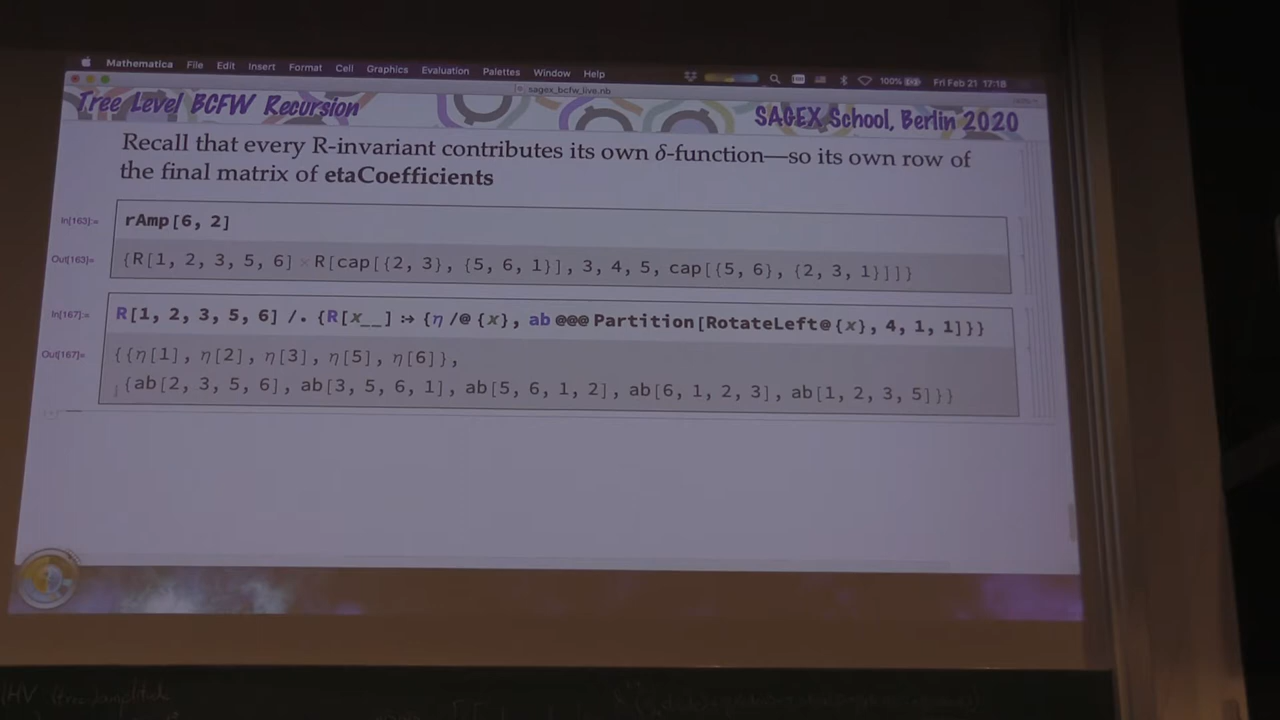 Mathematica File Edit Insert Format Cell Graphics Evaluation Palettes Window Help 100% Fri Feb 21 17:18
sagex_bcfw_live.nb
Tree Level BCFW Recursion
SAGEX School, Berlin 2020
Recall that every R-invariant contributes its own δ-function—so its own row of
the final matrix of etaCoefficients
In[163]:= rAmp[6, 2]
Out[163]= {R[1, 2, 3, 5, 6] × R[cap[{2, 3}, {5, 6, 1}], 3, 4, 5, cap[{5, 6}, {2, 3, 1}]]}
In[167]:= R[1, 2, 3, 5, 6] /. {R[x__] :→ {η /@ {x}, ab @@@ Partition[RotateLeft@{x}, 4, 1, 1]}}
Out[167]= {{η[1], η[2], η[3], η[5], η[6]},
{ab[2, 3, 5, 6], ab[3, 5, 6, 1], ab[5, 6, 1, 2], ab[6, 1, 2, 3], ab[1, 2, 3, 5]}}